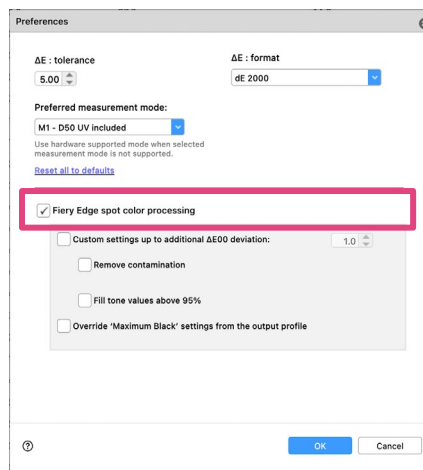 Preferences
ΔE : tolerance
ΔE : format
5.00
dE 2000
Preferred measurement mode:
M1 - D50 UV included
Use hardware supported mode when selected
measurement mode is not supported.
Reset all to defaults
Fiery Edge spot color processing
Custom settings up to additional ΔE00 deviation:
1.0
Remove contamination
Fill tone values above 95%
Override 'Maximum Black' settings from the output profile
?
OK
Cancel